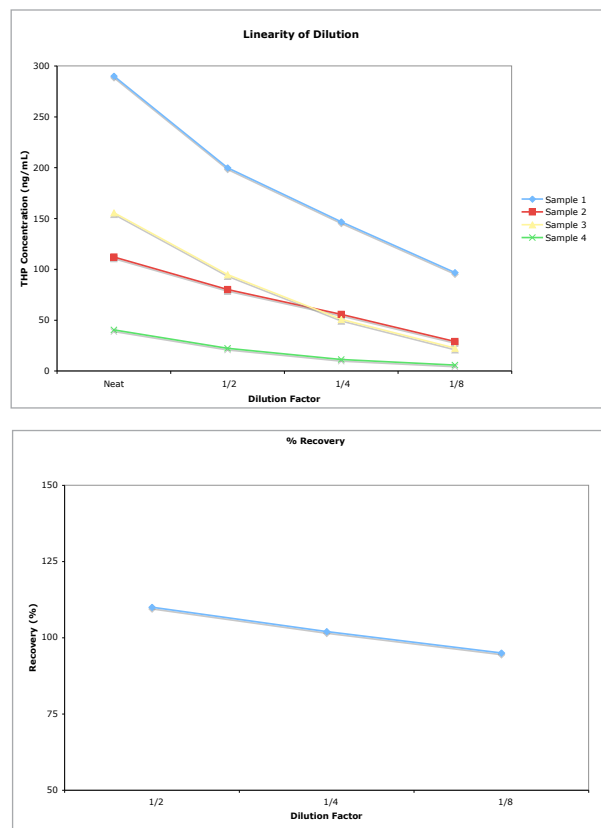 Linearity of Dilution
300
250
200
150
100
50
0
THP Concentration (ng/mL)
Neat 1/2 1/4 1/8
Dilution Factor
Sample 1
Sample 2
Sample 3
Sample 4
% Recovery
150
125
100
75
50
Recovery (%)
1/2 1/4 1/8
Dilution Factor